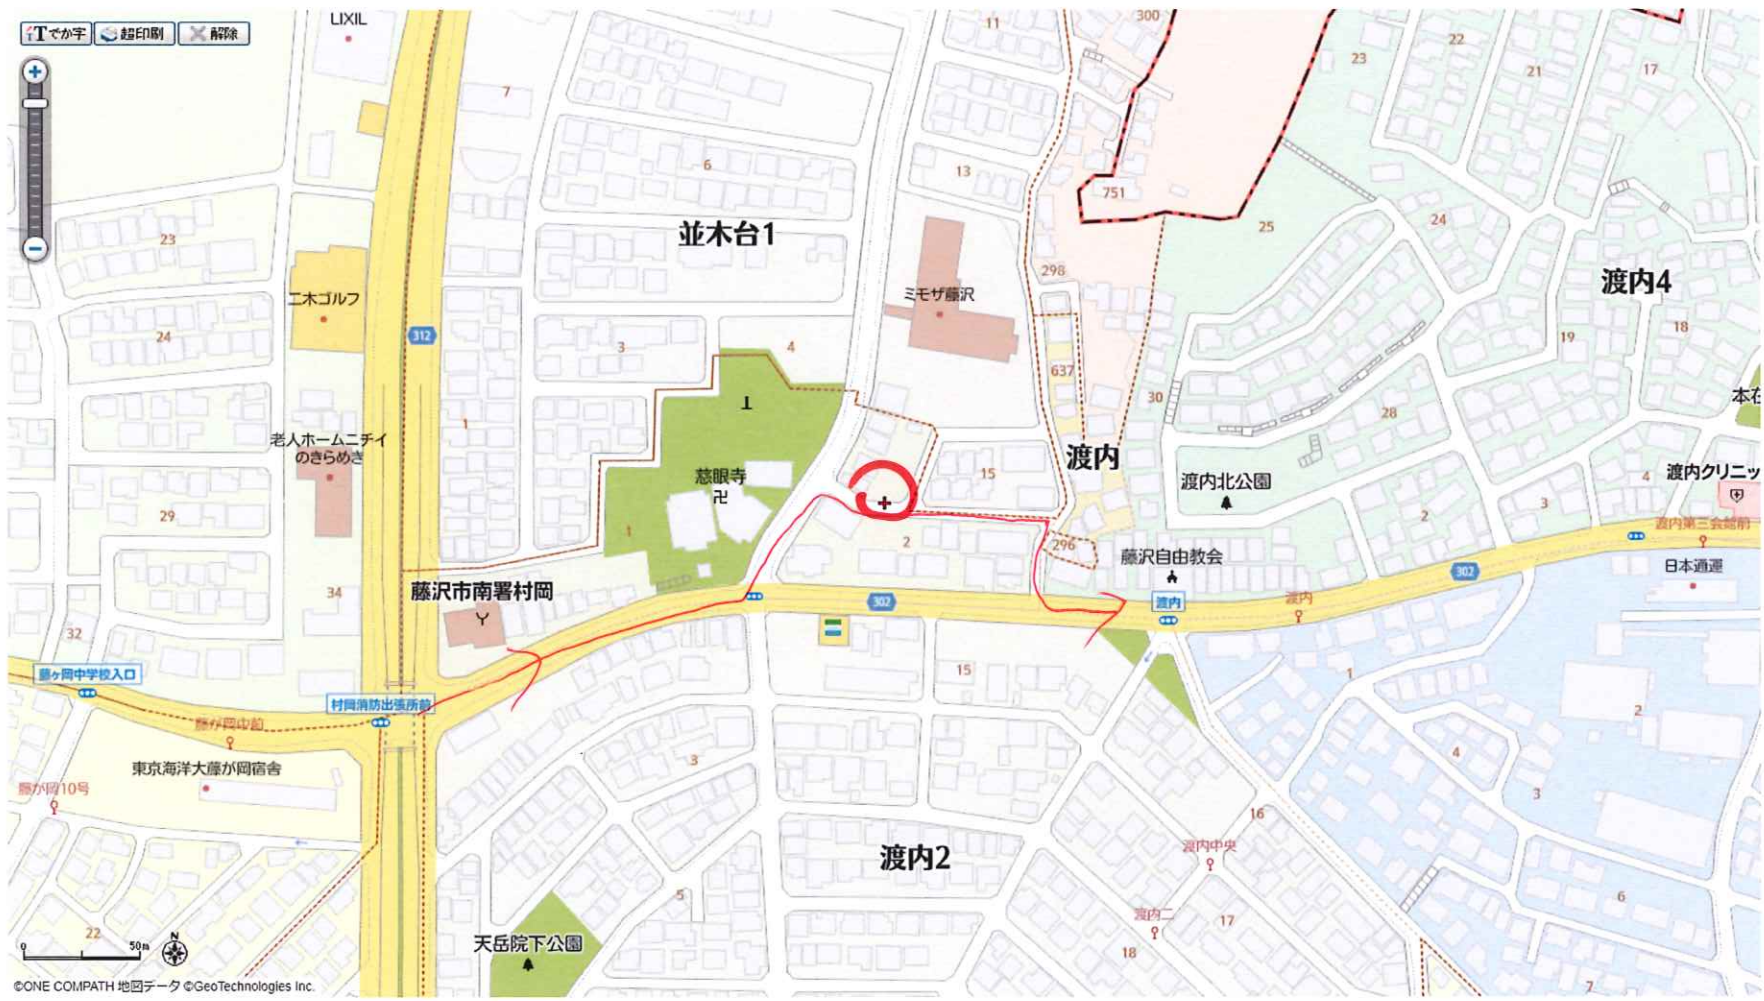 Tでか字 超印刷 解除
LIXIL
11
300
22
23
21
17
7
6
13
751
24
25
並木台1
23
298
渡内4
二木ゴルフ
ミモザ藤沢
312
24
3
4
19
18
637
30
28
本在
1
老人ホームニチイ
のきらめき
慈眼寺
15
渡内
渡内北公園
4
渡内クリニッ
3
29
2
渡内第三会館前
1
2
296
藤沢自由教会
302
日本通運
34
藤沢市南署村岡
302
渡内
渡内
32
藤ヶ岡中学校入口
15
1
村岡消防出張所前
藤が岡中前
2
4
東京海洋大藤が岡宿舎
3
藤が岡10号
3
16
渡内中央
渡内2
5
6
渡内二
17
22
天岳院下公園
18
0 50m
N
7
©ONE COMPATH 地図データ ©GeoTechnologies Inc.